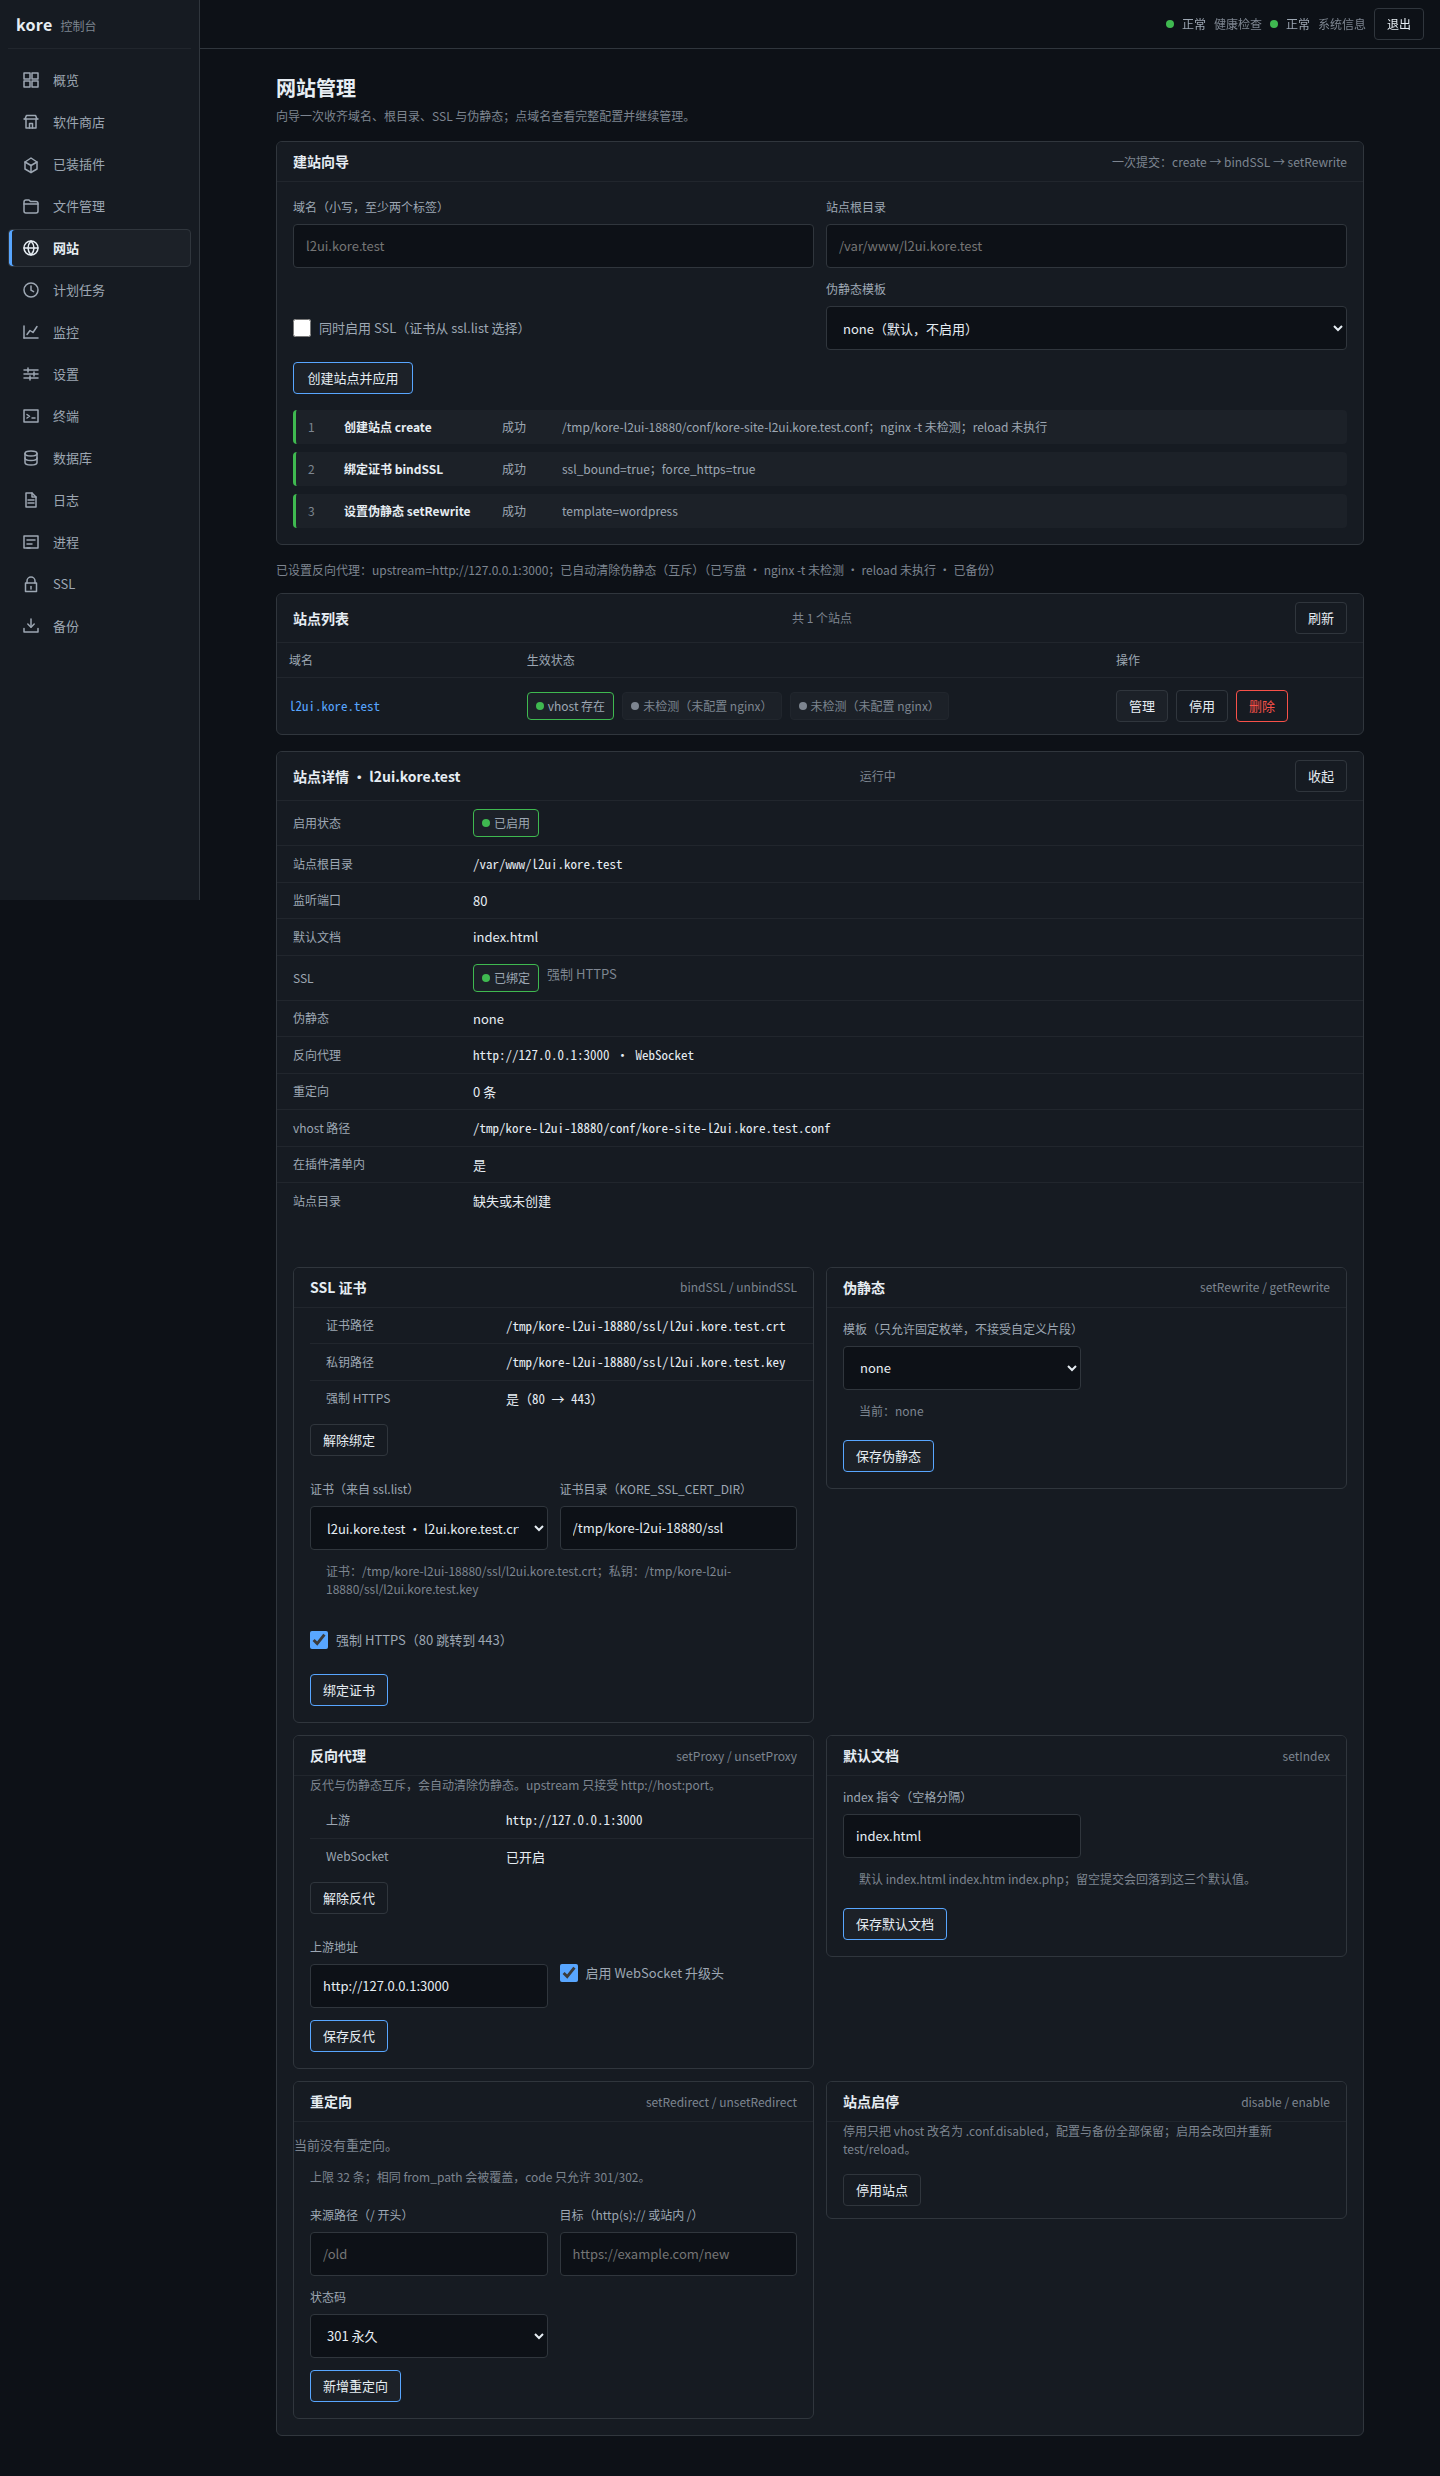 kore 控制台
正常 健康检查 正常 系统信息 退出
概览
软件商店
已装插件
文件管理
网站
计划任务
监控
设置
终端
数据库
日志
进程
SSL
备份
网站管理
向导一次收齐域名、根目录、SSL 与伪静态；点域名查看完整配置并继续管理。
建站向导 一次提交：create → bindSSL → setRewrite
域名（小写，至少两个标签） 站点根目录
l2ui.kore.test /var/www/l2ui.kore.test
伪静态模板
同时启用 SSL（证书从 ssl.list 选择） none（默认，不启用）
创建站点并应用
1 创建站点 create 成功 /tmp/kore-l2ui-18880/conf/kore-site-l2ui.kore.test.conf；nginx -t 未检测；reload 未执行
2 绑定证书 bindSSL 成功 ssl_bound=true；force_https=true
3 设置伪静态 setRewrite 成功 template=wordpress
已设置反向代理：upstream=http://127.0.0.1:3000；已自动清除伪静态（互斥）（已写盘 · nginx -t 未检测 · reload 未执行 · 已备份）
站点列表 共 1 个站点 刷新
域名 生效状态 操作
l2ui.kore.test vhost 存在 未检测（未配置 nginx） 未检测（未配置 nginx） 管理 停用 删除
站点详情 · l2ui.kore.test 运行中 收起
启用状态 已启用
站点根目录 /var/www/l2ui.kore.test
监听端口 80
默认文档 index.html
SSL 已绑定 强制 HTTPS
伪静态 none
反向代理 http://127.0.0.1:3000 · WebSocket
重定向 0 条
vhost 路径 /tmp/kore-l2ui-18880/conf/kore-site-l2ui.kore.test.conf
在插件清单内 是
站点目录 缺失或未创建
SSL 证书 bindSSL / unbindSSL
证书路径 /tmp/kore-l2ui-18880/ssl/l2ui.kore.test.crt
私钥路径 /tmp/kore-l2ui-18880/ssl/l2ui.kore.test.key
强制 HTTPS 是（80 → 443）
解除绑定
证书（来自 ssl.list） 证书目录（KORE_SSL_CERT_DIR）
l2ui.kore.test · l2ui.kore.test.cr /tmp/kore-l2ui-18880/ssl
证书：/tmp/kore-l2ui-18880/ssl/l2ui.kore.test.crt；私钥：/tmp/kore-l2ui-
18880/ssl/l2ui.kore.test.key
强制 HTTPS（80 跳转到 443）
绑定证书
伪静态 setRewrite / getRewrite
模板（只允许固定枚举，不接受自定义片段）
none
当前：none
保存伪静态
反向代理 setProxy / unsetProxy
反代与伪静态互斥，会自动清除伪静态。upstream 只接受 http://host:port。
上游 http://127.0.0.1:3000
WebSocket 已开启
解除反代
上游地址
http://127.0.0.1:3000 启用 WebSocket 升级头
保存反代
默认文档 setIndex
index 指令（空格分隔）
index.html
默认 index.html index.htm index.php；留空提交会回落到这三个默认值。
保存默认文档
重定向 setRedirect / unsetRedirect
当前没有重定向。
上限 32 条；相同 from_path 会被覆盖，code 只允许 301/302。
来源路径（/ 开头） 目标（http(s):// 或站内 /）
/old https://example.com/new
状态码
301 永久
新增重定向
站点启停 disable / enable
停用只把 vhost 改名为 .conf.disabled，配置与备份全部保留；启用会改回并重新
test/reload。
停用站点